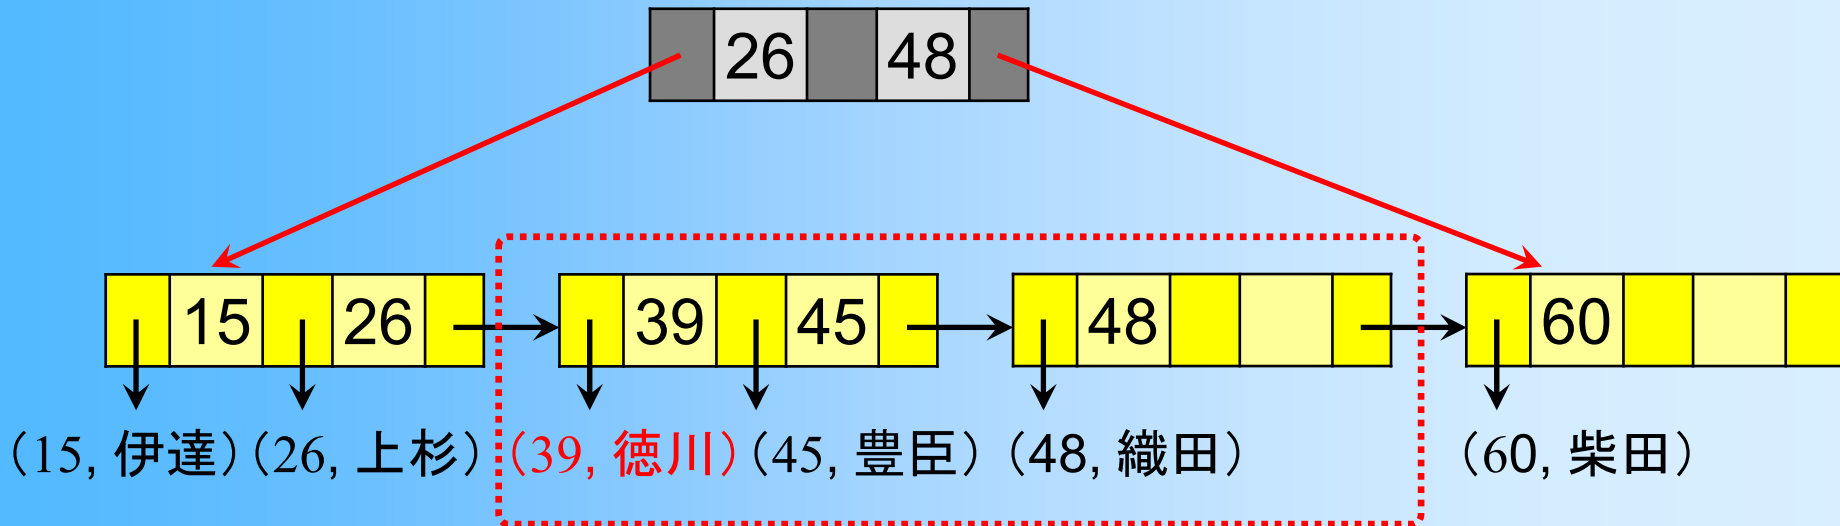 26 48
15 26 39 45 48 60
(15, 伊達) (26, 上杉) (39, 徳川) (45, 豊臣) (48, 織田) (60, 柴田)